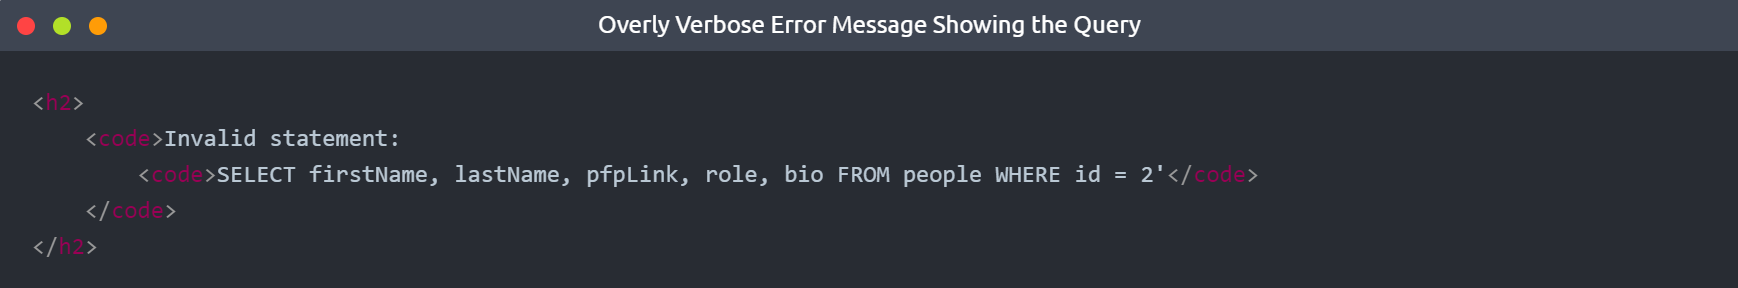 Overly Verbose Error Message Showing the Query
<h2>
<code>Invalid statement:
<code>SELECT firstName, lastName, pfpLink, role, bio FROM people WHERE id = 2'</code>
</code>
</h2>